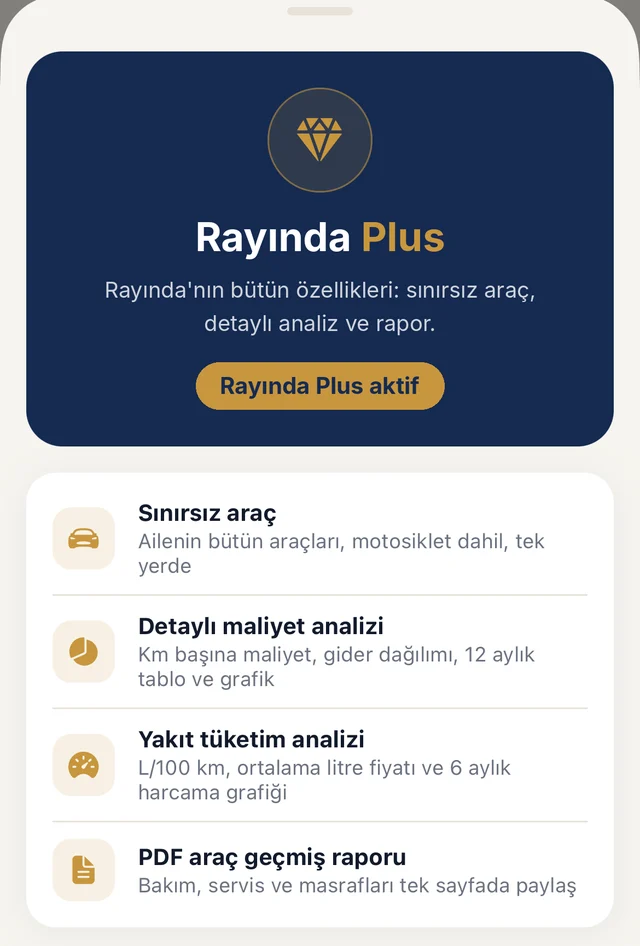 Rayında Plus
Rayında'nın bütün özellikleri: sınırsız araç,
detaylı analiz ve rapor.
Rayında Plus aktif
Sınırsız araç
Ailenin bütün araçları, motosiklet dahil, tek
yerde
Detaylı maliyet analizi
Km başına maliyet, gider dağılımı, 12 aylık
tablo ve grafik
Yakıt tüketim analizi
L/100 km, ortalama litre fiyatı ve 6 aylık
harcama grafiği
PDF araç geçmiş raporu
Bakım, servis ve masrafları tek sayfada paylaş